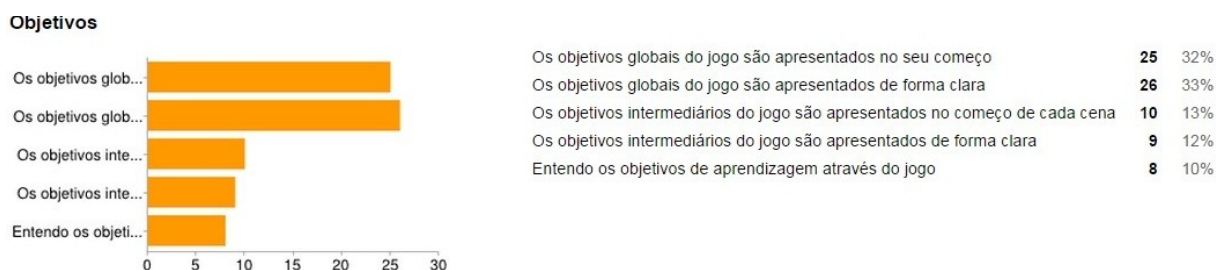 Objetivos
Os objetivos glob...
Os objetivos glob...
Os objetivos inte...
Os objetivos inte...
Entendo os objeti...
0 5 10 15 20 25 30
Os objetivos globais do jogo são apresentados no seu começo 25 32%
Os objetivos globais do jogo são apresentados de forma clara 26 33%
Os objetivos intermediários do jogo são apresentados no começo de cada cena 10 13%
Os objetivos intermediários do jogo são apresentados de forma clara 9 12%
Entendo os objetivos de aprendizagem através do jogo 8 10%